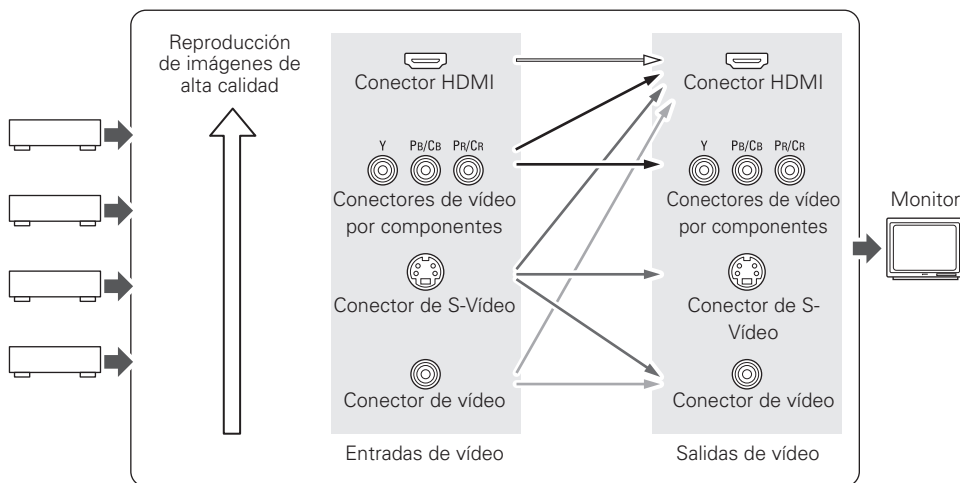 Reproducción
de imágenes de
alta calidad
Conector HDMI
Y PB/CB PR/CR
Conectores de vídeo
por componentes
Conector de S-Vídeo
Conector de vídeo
Entradas de vídeo
Conector HDMI
Y PB/CB PR/CR
Conectores de vídeo
por componentes
Conector de S-
Vídeo
Conector de vídeo
Salidas de vídeo
Monitor